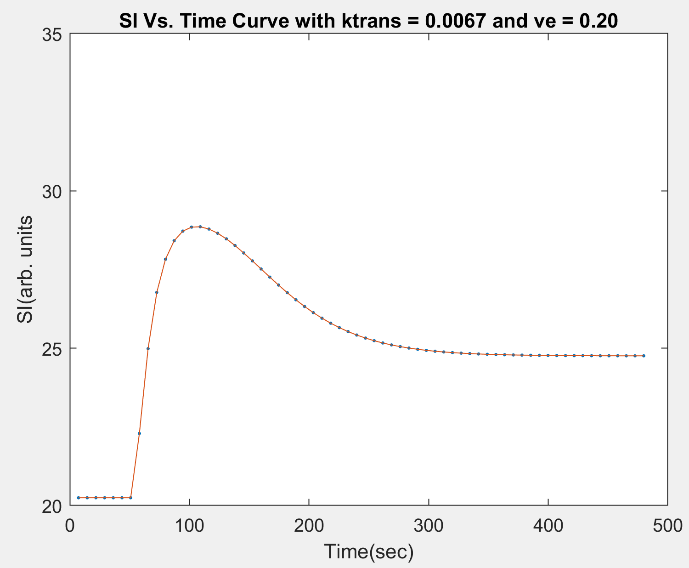 SI Vs. Time Curve with ktrans = 0.0067 and ve = 0.20
35
30
25
20
SI(arb. units
0 100 200 300 400 500
Time(sec)